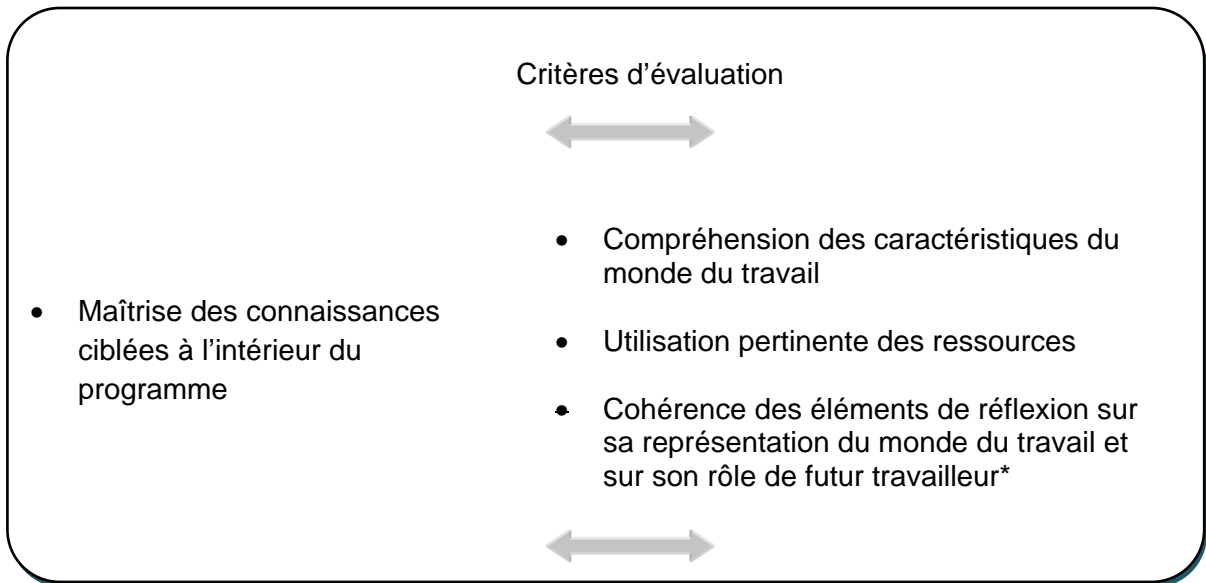 Critères d'évaluation
• Maîtrise des connaissances
ciblées à l'intérieur du
programme
• Compréhension des caractéristiques du
monde du travail
• Utilisation pertinente des ressources
• Cohérence des éléments de réflexion sur
sa représentation du monde du travail et
sur son rôle de futur travailleur*